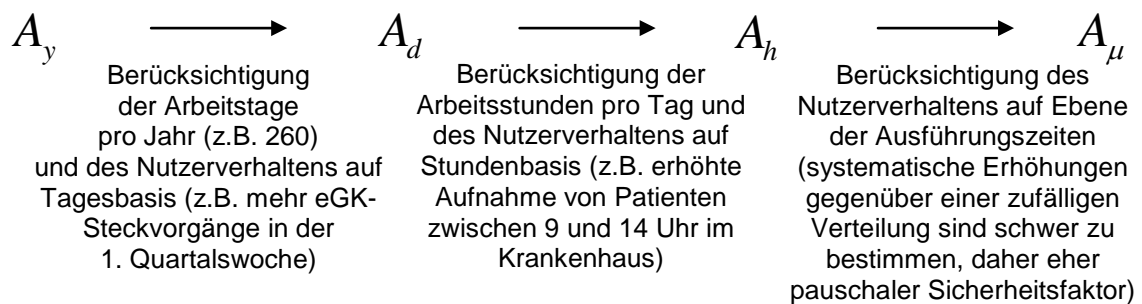 A_y A_d A_h A_μ
Berücksichtigung
der Arbeitstage
pro Jahr (z.B. 260)
und des Nutzerverhaltens auf
Tagesbasis (z.B. mehr eGK-
Steckvorgänge in der
1. Quartalswoche)
Berücksichtigung der
Arbeitsstunden pro Tag und
des Nutzerverhaltens auf
Stundenbasis (z.B. erhöhte
Aufnahme von Patienten
zwischen 9 und 14 Uhr im
Krankenhaus)
Berücksichtigung des
Nutzerverhaltens auf Ebene
der Ausführungszeiten
(systematische Erhöhungen
gegenüber einer zufälligen
Verteilung sind schwer zu
bestimmen, daher eher
pauschaler Sicherheitsfaktor)